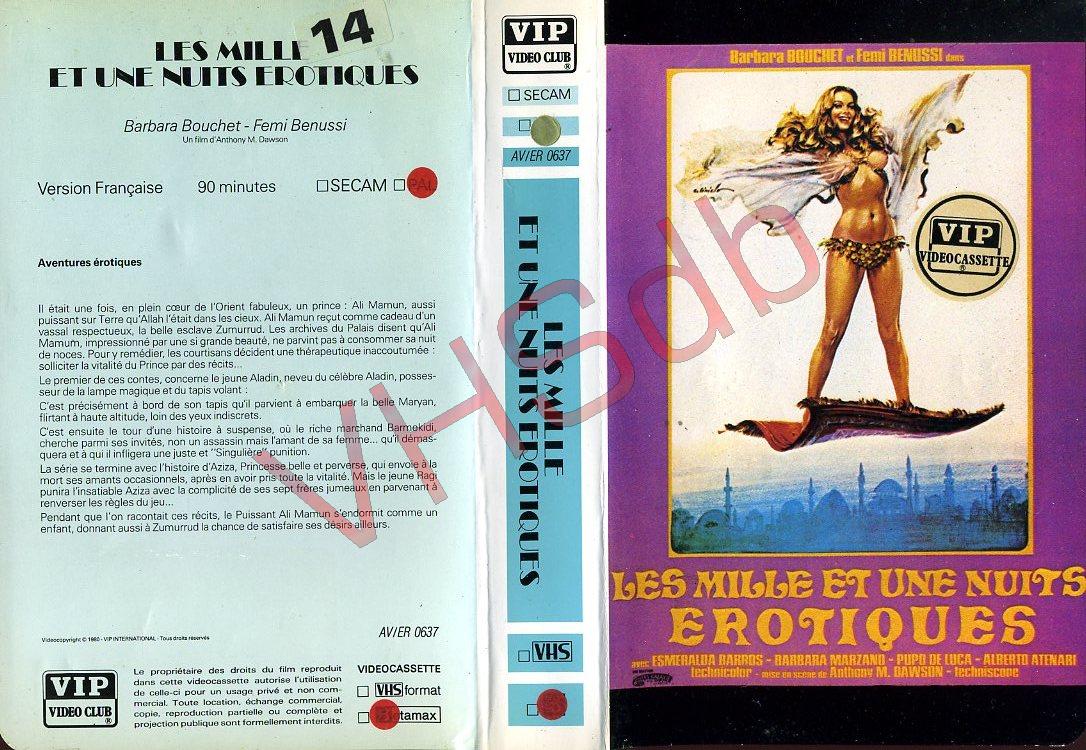 LES MILLE 14
ET UNE NUITS EROTIQUES
Barbara Bouchet - Femi Benussi
Un film d'Anthony M. Dawson
Version Française 90 minutes SECAM PAL
Aventures érotiques
Il était une fois, en plein cœur de l'Orient fabuleux, un prince : Ali Mamun, aussi
puissant sur Terre qu'Allah l'était dans les cieux. Ali Mamun reçut comme cadeau d'un
vassal respectueux, la belle esclave Zumurrud. Les archives du Palais disent qu'Ali
Mamum, impressionné par une si grande beauté, ne parvint pas à consommer sa nuit
de noces. Pour y remédier, les courtisans décident une thérapeutique inaccoutumée :
solliciter la vitalité du Prince par des récits...
Le premier de ces contes, concerne le jeune Aladin, neveu du célèbre Aladin, posses-
seur de la lampe magique et du tapis volant :
C'est précisément à bord de son tapis qu'il parvient à embarquer la belle Maryan,
flirtant à haute altitude, loin des yeux indiscrets.
C'est ensuite le tour d'une histoire à suspense, où le riche marchand Barmekidi,
cherche parmi ses invités, non un assassin mais l'amant de sa femme... qu'il démas-
quera et à qui il infligera une juste et "Singulière" punition.
La série se termine avec l'histoire d'Aziza, Princesse belle et perverse, qui envoie à la
mort ses amants occasionnels, après en avoir pris toute la vitalité. Mais le jeune Ragi
punira l'insatiable Aziza avec la complicité de ses sept frères jumeaux en parvenant à
renverser les règles du jeu...
Pendant que l'on racontait ces récits, le Puissant Ali Mamun s'endormit comme un
enfant, donnant aussi à Zumurrud la chance de satisfaire ses désirs ailleurs.
Videocopyright © 1980 - VIP INTERNATIONAL - Tous droits réservés
AV/ER 0637
VIP
VIDEO CLUB ®
Le propriétaire des droits du film reproduit
dans cette videocassette autorise l'utilisation
de celle-ci pour un usage privé et non com-
mercial. Toute location, échange commercial,
copie, reproduction partielle ou complète et
projection publique sont formellement interdits.
VIDEOCASSETTE
VHS format
tamax
VIP
VIDEO CLUB ®
SECAM
AV/ER 0637
LES MILLE
ET UNE NUITS EROTIQUES
VHS
Barbara BOUCHET et Femi BENUSSI dans
VIP
VIDEOCASSETTE
®
LES MILLE ET UNE NUITS
EROTIQUES
avec ESMERALDA BARROS - BARBARA MARZANO - PUPO DE LUCA - ALBERTO ATENARI
technicolor - mise en scène de Anthony M. DAWSON - techniscope
VHSdb